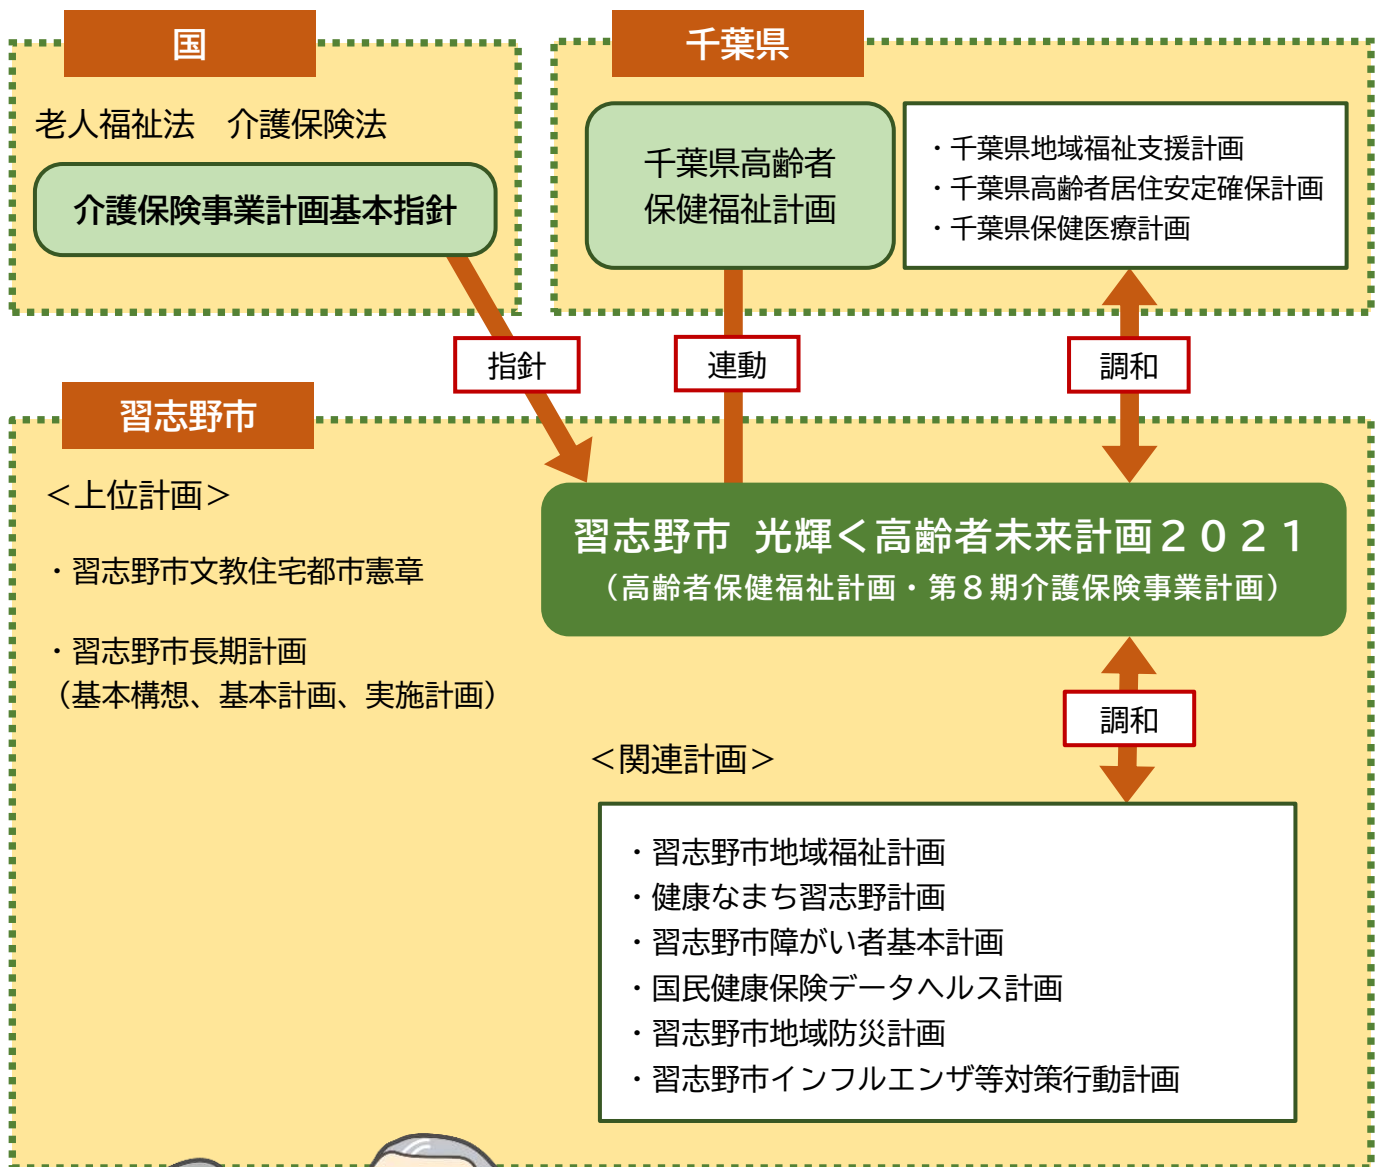 国
老人福祉法　介護保険法
介護保険事業計画基本指針
千葉県
千葉県高齢者
保健福祉計画
・千葉県地域福祉支援計画
・千葉県高齢者居住安定確保計画
・千葉県保健医療計画
指針
連動
調和
習志野市
＜上位計画＞
・習志野市文教住宅都市憲章
・習志野市長期計画
（基本構想、基本計画、実施計画）
習志野市 光輝く高齢者未来計画２０２１
（高齢者保健福祉計画・第８期介護保険事業計画）
調和
＜関連計画＞
・習志野市地域福祉計画
・健康なまち習志野計画
・習志野市障がい者基本計画
・国民健康保険データヘルス計画
・習志野市地域防災計画
・習志野市インフルエンザ等対策行動計画